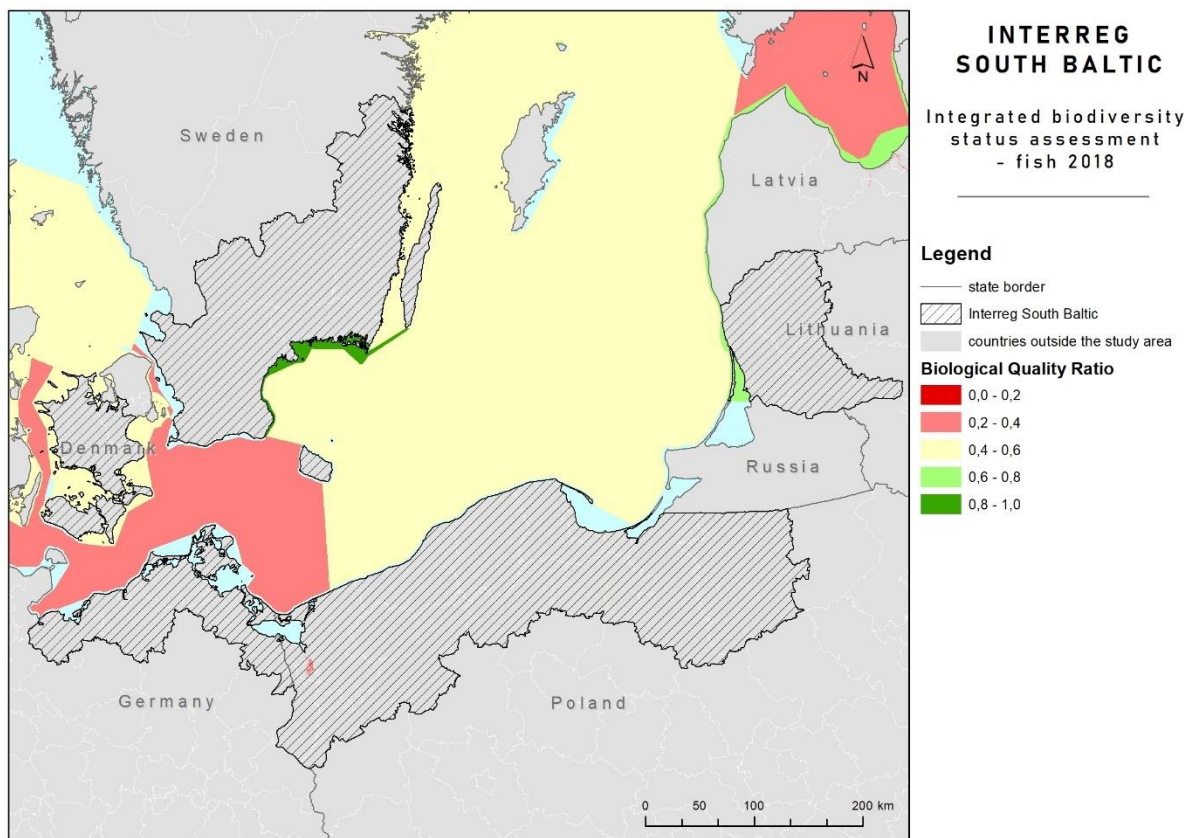 INTERREG
SOUTH BALTIC
Integrated biodiversity
status assessment
- fish 2018
N
Sweden
Latvia
Lithuania
Denmark
Russia
Germany
Poland
0 50 100 200 km
Legend
state border
Interreg South Baltic
countries outside the study area
Biological Quality Ratio
0,0 - 0,2
0,2 - 0,4
0,4 - 0,6
0,6 - 0,8
0,8 - 1,0